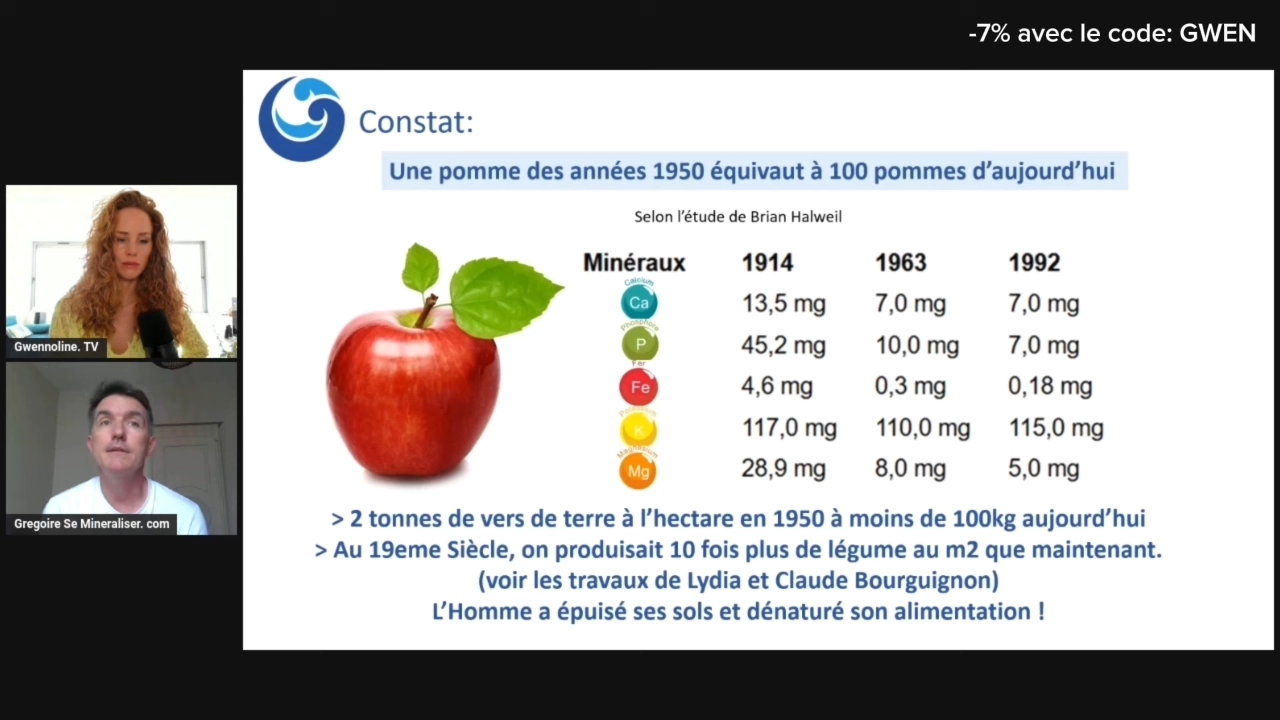 -7% avec le code: GWEN
Constat:
Une pomme des années 1950 équivaut à 100 pommes d'aujourd'hui
Selon l'étude de Brian Halweil
Minéraux 1914 1963 1992
Calcium
Ca 13,5 mg 7,0 mg 7,0 mg
Phosphore
P 45,2 mg 10,0 mg 7,0 mg
Fer
Fe 4,6 mg 0,3 mg 0,18 mg
Potassium
K 117,0 mg 110,0 mg 115,0 mg
Magnésium
Mg 28,9 mg 8,0 mg 5,0 mg
> 2 tonnes de vers de terre à l'hectare en 1950 à moins de 100kg aujourd'hui
> Au 19eme Siècle, on produisait 10 fois plus de légume au m2 que maintenant.
(voir les travaux de Lydia et Claude Bourguignon)
L'Homme a épuisé ses sols et dénaturé son alimentation !
Gwennoline. TV
Gregoire Se Mineraliser. com